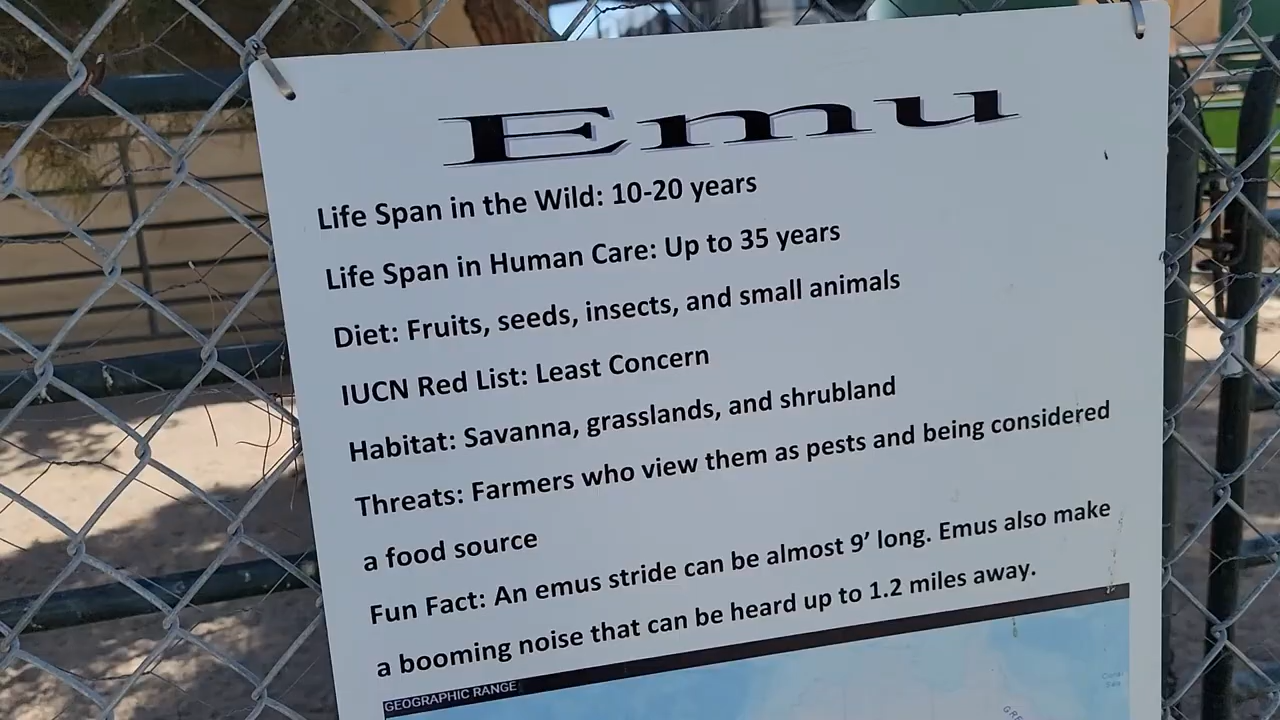 Emu
Life Span in the Wild: 10-20 years
Life Span in Human Care: Up to 35 years
Diet: Fruits, seeds, insects, and small animals
IUCN Red List: Least Concern
Habitat: Savanna, grasslands, and shrubland
Threats: Farmers who view them as pests and being considered
a food source
Fun Fact: An emus stride can be almost 9’ long. Emus also make
a booming noise that can be heard up to 1.2 miles away.
GEOGRAPHIC RANGE